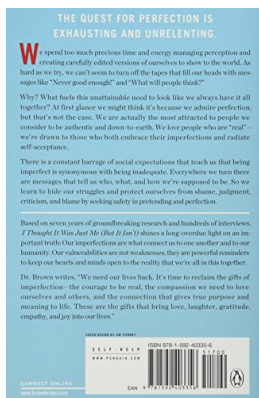 THE QUEST FOR PERFECTION IS
EXHAUSTING AND UNRELENTING.
We spend too much precious time and energy managing perception and
creating carefully edited versions of ourselves to show to the world. As
hard as we try, we can't seem to turn off the tapes that fill our heads with mes-
sages like "Never good enough!" and "What will people think?"
Why? What fuels this unattainable need to look like we always have it all
together? At first glance we might think it's because we admire perfection,
but that's not the case. We are actually the most attracted to people we
consider to be authentic and down-to-earth. We love people who are "real"—
we're drawn to those who both embrace their imperfections and radiate
self-acceptance.
There is a constant barrage of social expectations that teach us that being
imperfect is synonymous with being inadequate. Everywhere we turn there
are messages that tell us who, what, and how we're supposed to be. So we
learn to hide our struggles and protect ourselves from shame, judgment,
criticism, and blame by seeking safety in pretending and perfection.
Based on seven years of groundbreaking research and hundreds of interviews,
I Thought It Was Just Me (But It Isn't) shines a long-overdue light on an im-
portant truth: Our imperfections are what connect us to one another and to our
humanity. Our vulnerabilities are not weaknesses; they are powerful reminders
to keep our hearts and minds open to the reality that we're all in this together.
Dr. Brown writes, "We need our lives back. It's time to reclaim the gifts of
imperfection—the courage to be real, the compassion we need to love
ourselves and others, and the connection that gives true purpose and
meaning to life. These are the gifts that bring love, laughter, gratitude,
empathy, and joy into our lives."
COVER DESIGN BY JIM TIERNEY
SELF-HELP
WWW.PENGUIN.COM
ISBN 978-1-592-40335-6
51700
EAN
9 781592 403356
CONNECT ONLINE
www.brenebrown.com